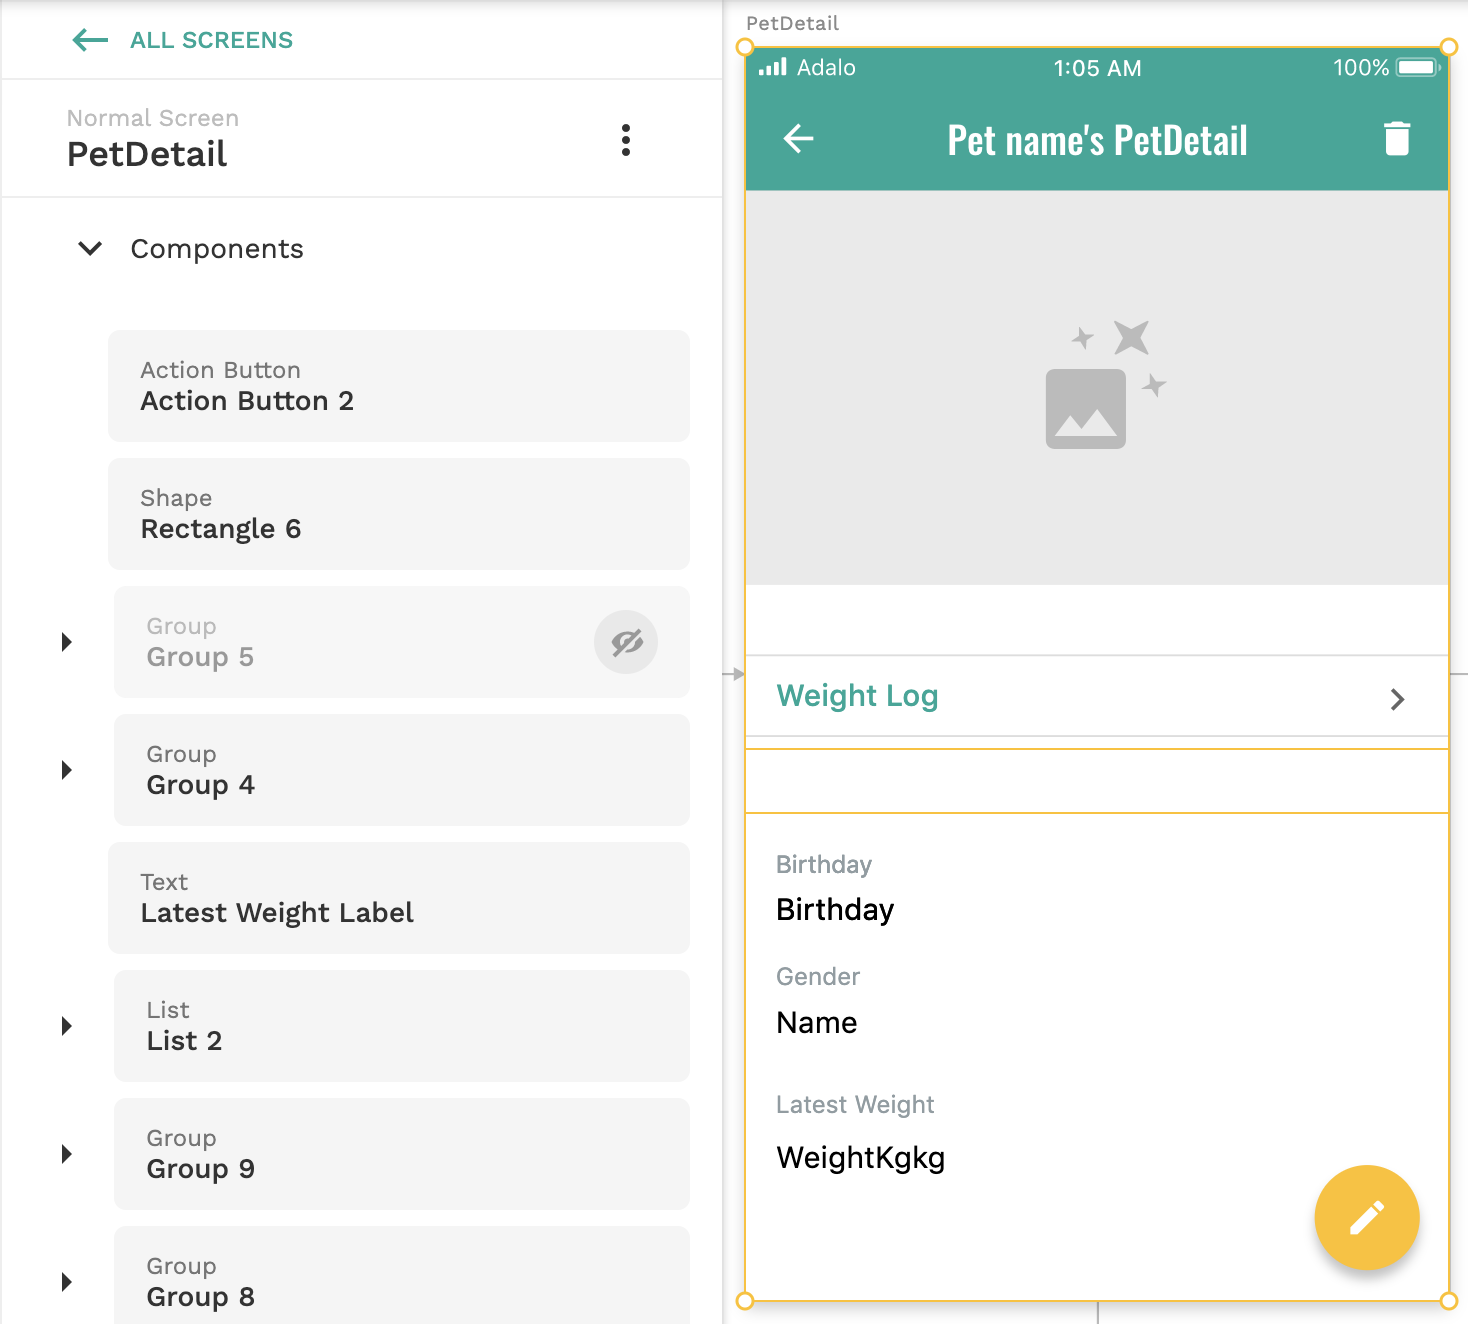 ALL SCREENS
Normal Screen
PetDetail
Components
Action Button
Action Button 2
Shape
Rectangle 6
Group
Group 5
Group
Group 4
Text
Latest Weight Label
List
List 2
Group
Group 9
Group
Group 8
PetDetail
Adalo 1:05 AM 100%
Pet name's PetDetail
Weight Log
Birthday
Birthday
Gender
Name
Latest Weight
WeightKgkg